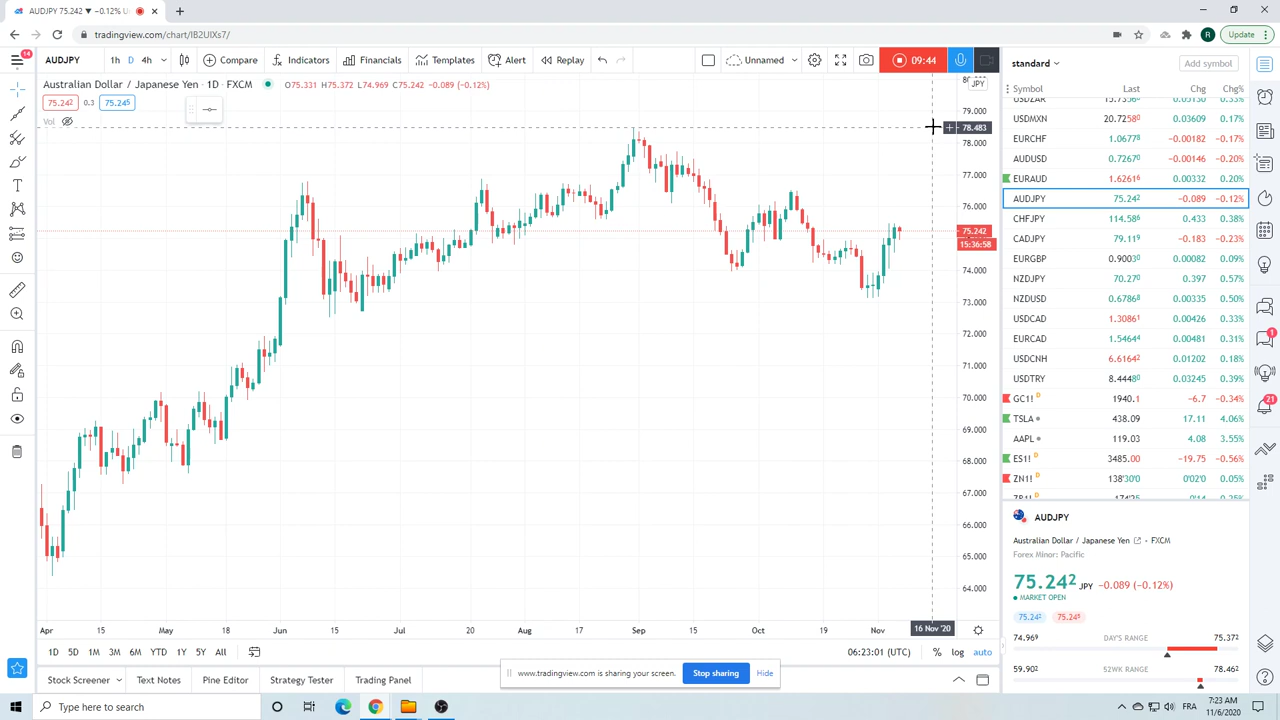 AUDJPY 75.242 ▼−0.12% U
tradingview.com/chart/IB2UlXs7/
R
Update
14
AUDJPY
1h D 4h
Compare
Indicators
Financials
Templates
Alert
Replay
Unnamed
09:44
Australian Dollar / Japanese Yen · 1D · FXCM
O75.331 H75.372 L74.969 C75.242 −0.089 (−0.12%)
75.242 0.3 75.245
Vol
JPY
79.000
78.483
78.000
77.000
76.000
75.242
15:36:58
74.000
73.000
72.000
71.000
70.000
69.000
68.000
67.000
66.000
65.000
64.000
Apr 15 May 18 Jun 15 Jul 20 Aug 17 Sep Oct 19 Nov 16 Nov '20
1D 5D 1M 3M 6M YTD 1Y 5Y All
06:23:01 (UTC) % log auto
Stock Screener Text Notes Pine Editor Strategy Tester Trading Panel
www.tradingview.com is sharing your screen. Stop sharing Hide
standard
Add symbol
Symbol Last Chg Chg%
USDZAR 0.33%
USDMXN 20.72580 0.03609 0.17%
EURCHF 1.06778 −0.00182 −0.17%
AUDUSD 0.72670 −0.00146 −0.20%
EURAUD 1.62616 0.00332 0.20%
AUDJPY 75.242 −0.089 −0.12%
CHFJPY 114.586 0.433 0.38%
CADJPY 79.119 −0.183 −0.23%
EURGBP 0.90030 0.00082 0.09%
NZDJPY 70.270 0.397 0.57%
NZDUSD 0.67868 0.00335 0.50%
USDCAD 1.30861 0.00426 0.33%
EURCAD 1.54644 0.00481 0.31%
USDCNH 6.61642 0.01202 0.18%
USDTRY 8.44480 0.03245 0.39%
GC1! D 1940.1 −6.7 −0.34%
TSLA 438.09 17.11 4.06%
AAPL 119.03 4.08 3.55%
ES1! D 3485.00 −19.75 −0.56%
ZN1! D 138'30'0 0'02'0 0.05%
AUDJPY
Australian Dollar / Japanese Yen · FXCM
Forex Minor: Pacific
75.242 JPY −0.089 (−0.12%)
MARKET OPEN
75.242 75.245
74.969 DAY'S RANGE 75.372
59.902 52WK RANGE 78.462
1
21
Type here to search
FRA
7:23 AM
11/6/2020